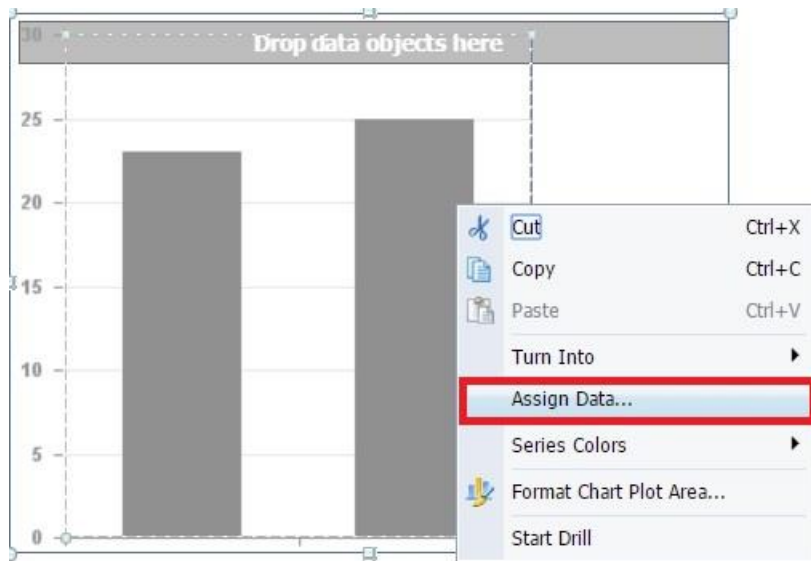 30
Drop data objects here
25
20
15
10
5
0
Cut Ctrl+X
Copy Ctrl+C
Paste Ctrl+V
Turn Into
Assign Data...
Series Colors
Format Chart Plot Area...
Start Drill